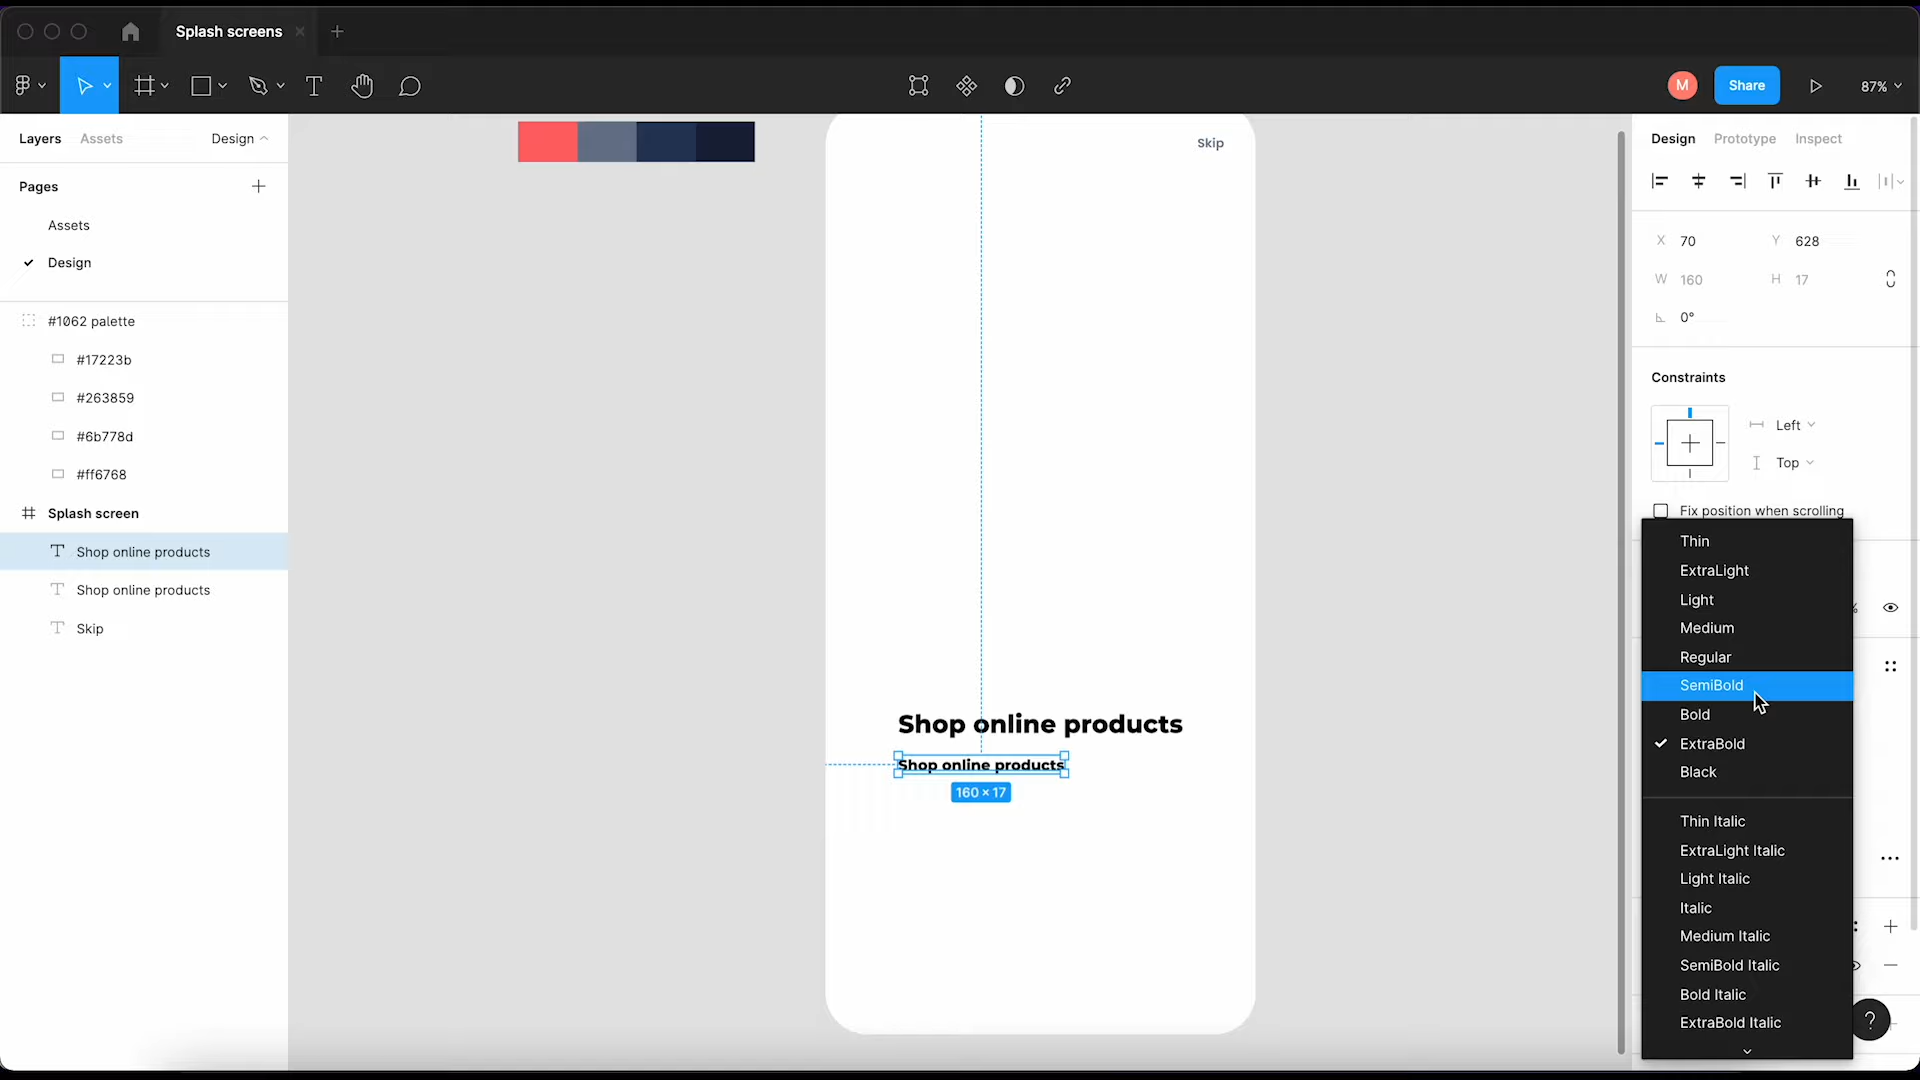 Splash screens
M
Share
87%
Layers
Assets
Design
Pages
Assets
Design
#1062 palette
#17223b
#263859
#6b778d
#ff6768
Splash screen
Shop online products
Shop online products
Skip
Skip
Shop online products
Shop online products
160 × 17
Design
Prototype
Inspect
X 70
Y 628
W 160
H 17
0°
Constraints
Left
Top
Fix position when scrolling
Thin
ExtraLight
Light
Medium
Regular
SemiBold
Bold
ExtraBold
Black
Thin Italic
ExtraLight Italic
Light Italic
Italic
Medium Italic
SemiBold Italic
Bold Italic
ExtraBold Italic
?